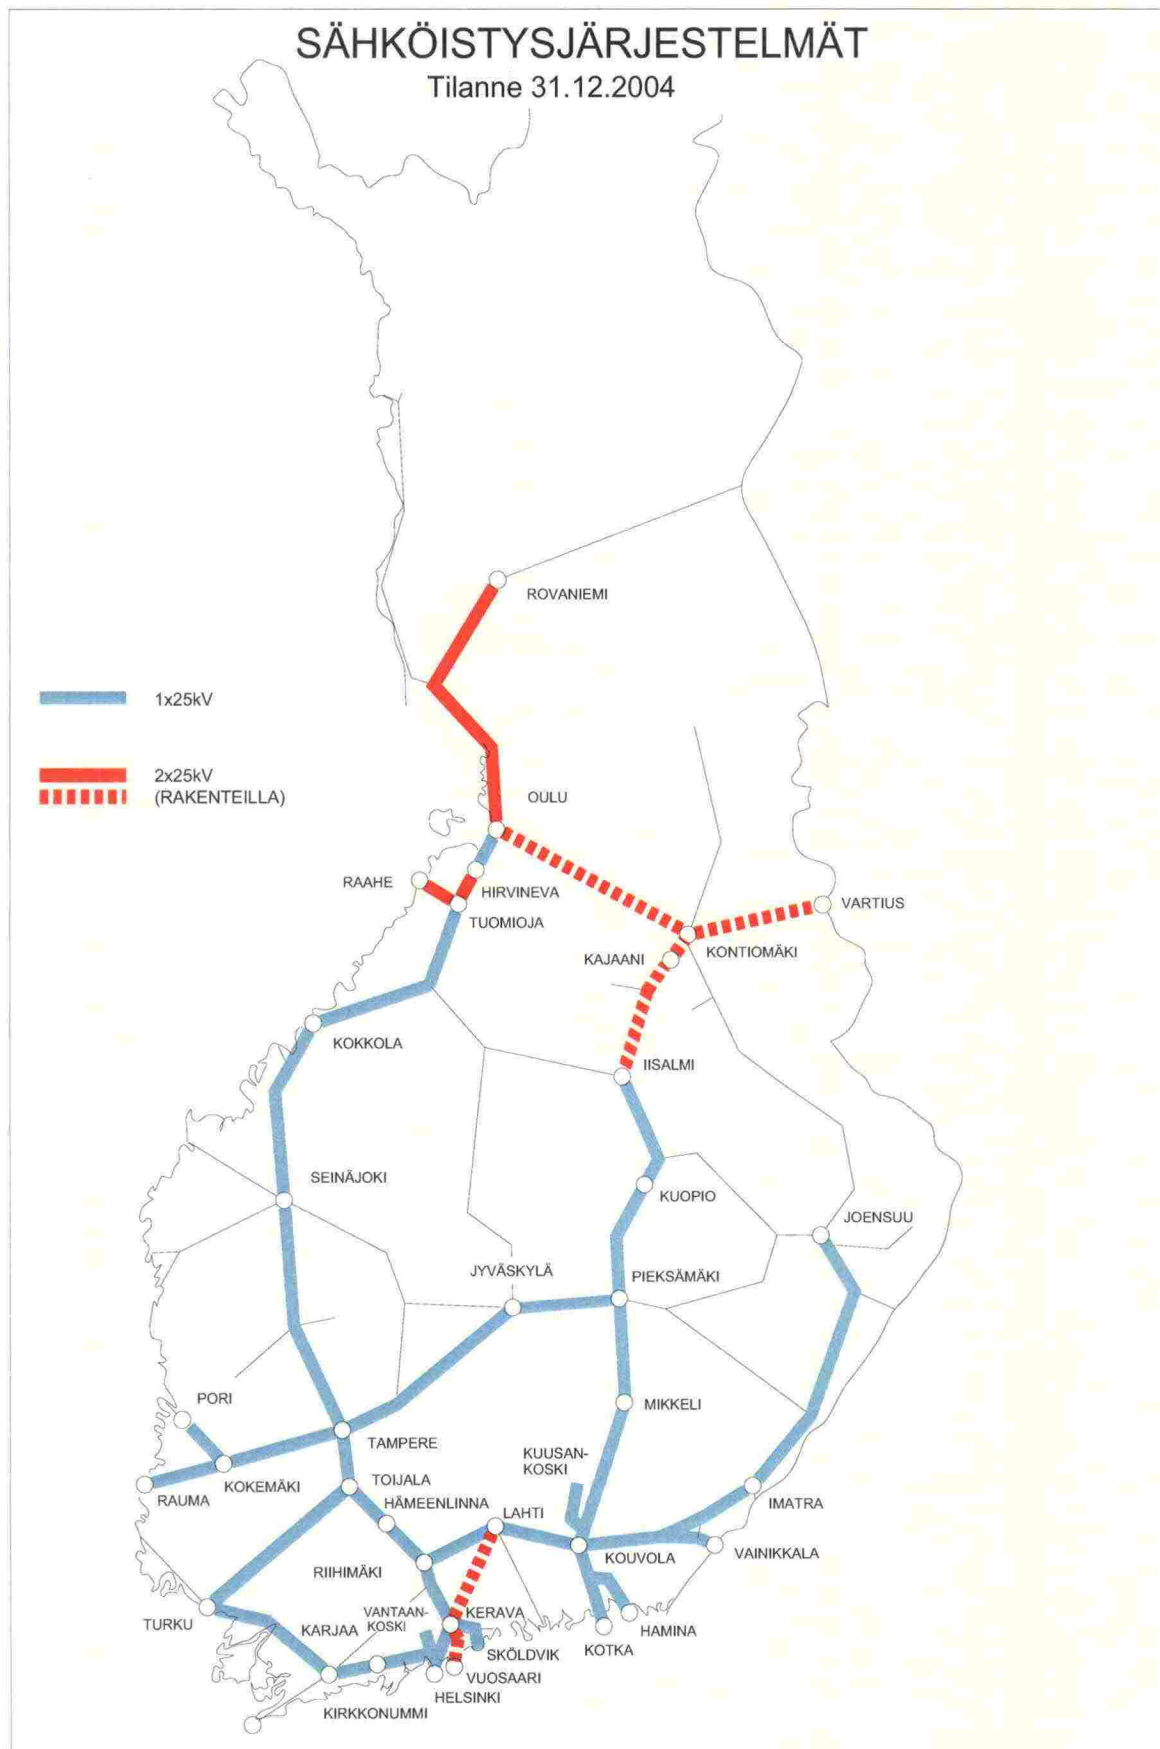 SÄHKÖISTYSJÄRJESTELMÄT
Tilanne 31.12.2004
ROVANIEMI
1x25kV
2x25kV
(RAKENTEILLA)
OULU
RAAHE
HIRVINEVA
VARTIUS
TUOMIOJA
KAJAANI
KONTIOMÄKI
KOKKOLA
IISALMI
SEINÄJOKI
KUOPIO
JOENSUU
JYVÄSKYLÄ
PIEKSÄMÄKI
PORI
MIKKELI
TAMPERE
KUUSAN-
KOSKI
TOIJALA
KOKEMÄKI
RAUMA
HÄMEENLINNA
IMATRA
LAHTI
KOUVOLA
VAINIKKALA
RIIHIMÄKI
VANTAAN-
KOSKI
KERAVA
TURKU
KARJAA
HAMINA
KOTKA
SKÖLDVIK
VUOSAARI
HELSINKI
KIRKKONUMMI